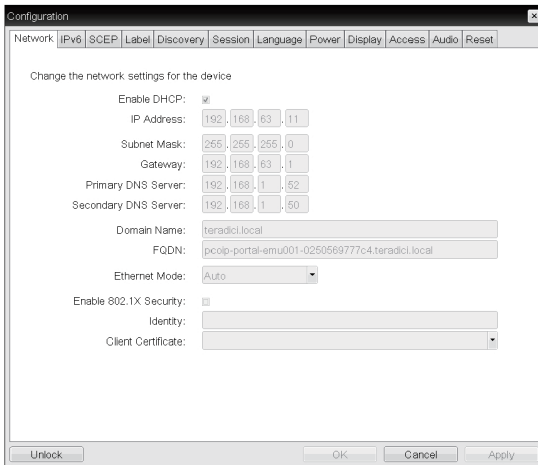 Configuration
Network IPv6 SCEP Label Discovery Session Language Power Display Access Audio Reset
Change the network settings for the device
Enable DHCP:
IP Address: 192 . 168 . 63 . 11
Subnet Mask: 255 . 255 . 255 . 0
Gateway: 192 . 168 . 63 . 1
Primary DNS Server: 192 . 168 . 1 . 52
Secondary DNS Server: 192 . 168 . 1 . 50
Domain Name: teradici.local
FQDN: pcoip-portal-emu001-0250569777c4.teradici.local
Ethernet Mode: Auto
Enable 802.1X Security:
Identity:
Client Certificate:
Unlock OK Cancel Apply